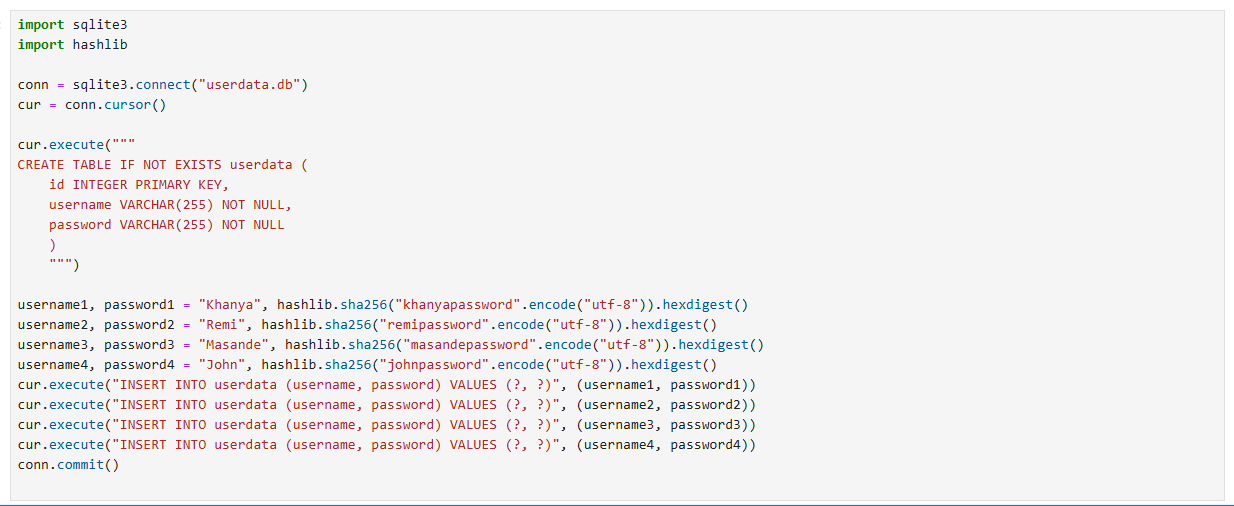 import sqlite3
import hashlib
conn = sqlite3.connect("userdata.db")
cur = conn.cursor()
cur.execute("""
CREATE TABLE IF NOT EXISTS userdata (
    id INTEGER PRIMARY KEY,
    username VARCHAR(255) NOT NULL,
    password VARCHAR(255) NOT NULL
    )
    """)
username1, password1 = "Khanya", hashlib.sha256("khanyapassword".encode("utf-8")).hexdigest()
username2, password2 = "Remi", hashlib.sha256("remipassword".encode("utf-8")).hexdigest()
username3, password3 = "Masande", hashlib.sha256("masandepassword".encode("utf-8")).hexdigest()
username4, password4 = "John", hashlib.sha256("johnpassword".encode("utf-8")).hexdigest()
cur.execute("INSERT INTO userdata (username, password) VALUES (?, ?)", (username1, password1))
cur.execute("INSERT INTO userdata (username, password) VALUES (?, ?)", (username2, password2))
cur.execute("INSERT INTO userdata (username, password) VALUES (?, ?)", (username3, password3))
cur.execute("INSERT INTO userdata (username, password) VALUES (?, ?)", (username4, password4))
conn.commit()